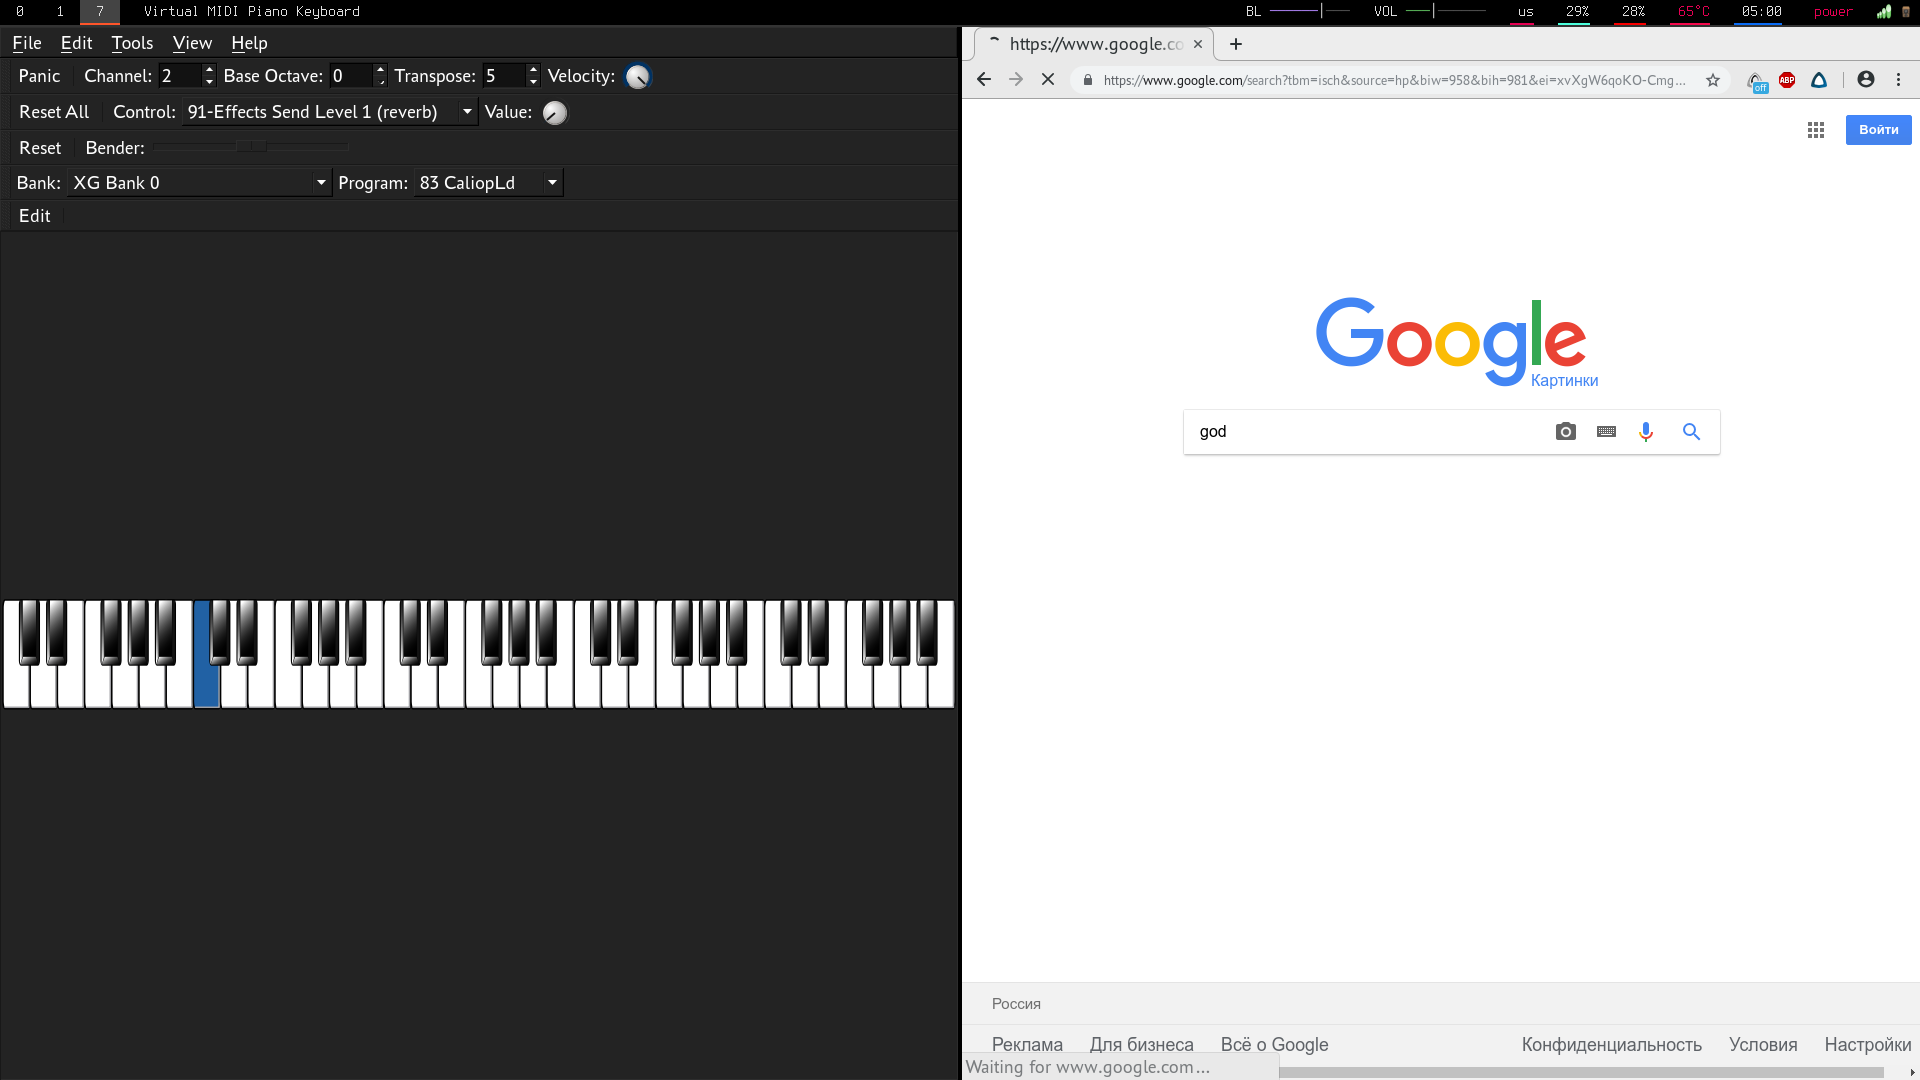 0 1 7 Virtual MIDI Piano Keyboard BL VOL us 29% 28% 65°C 05:00 power
File Edit Tools View Help
Panic Channel: 2 Base Octave: 0 Transpose: 5 Velocity:
Reset All Control: 91-Effects Send Level 1 (reverb) Value:
Reset Bender:
Bank: XG Bank 0 Program: 83 CaliopLd
Edit
https://www.google.co
https://www.google.com/search?tbm=isch&source=hp&biw=958&bih=981&ei=xvXgW6qoKO-Cmg...
off ABP
Войти
Google
Картинки
god
Россия
Реклама Для бизнеса Всё о Google Конфиденциальность Условия Настройки
Waiting for www.google.com...